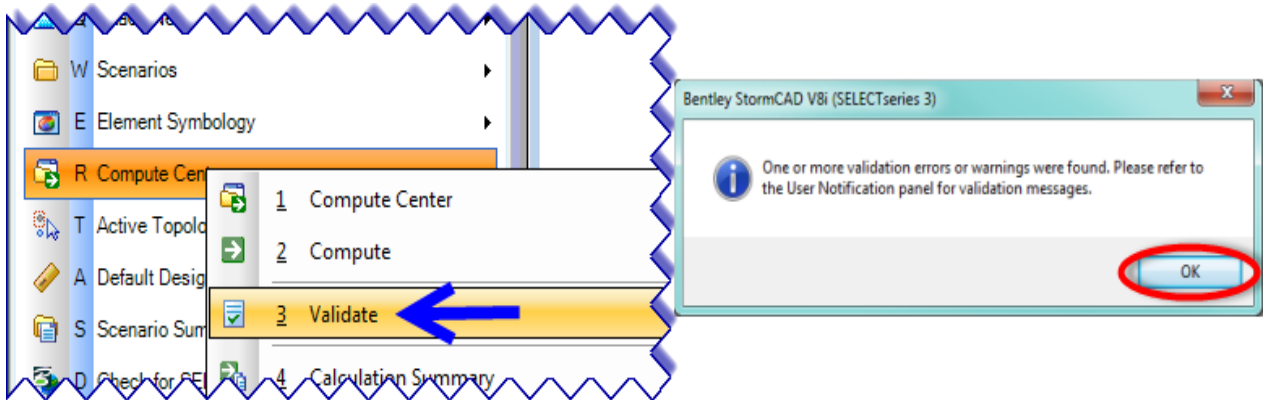 W Scenarios
E Element Symbology
R Compute Cen
T Active Topolo
A Default Desig
S Scenario Sum
D Check for SEL
1 Compute Center
2 Compute
3 Validate
4 Calculation Summary
Bentley StormCAD V8i (SELECTseries 3)
One or more validation errors or warnings were found. Please refer to
the User Notification panel for validation messages.
OK